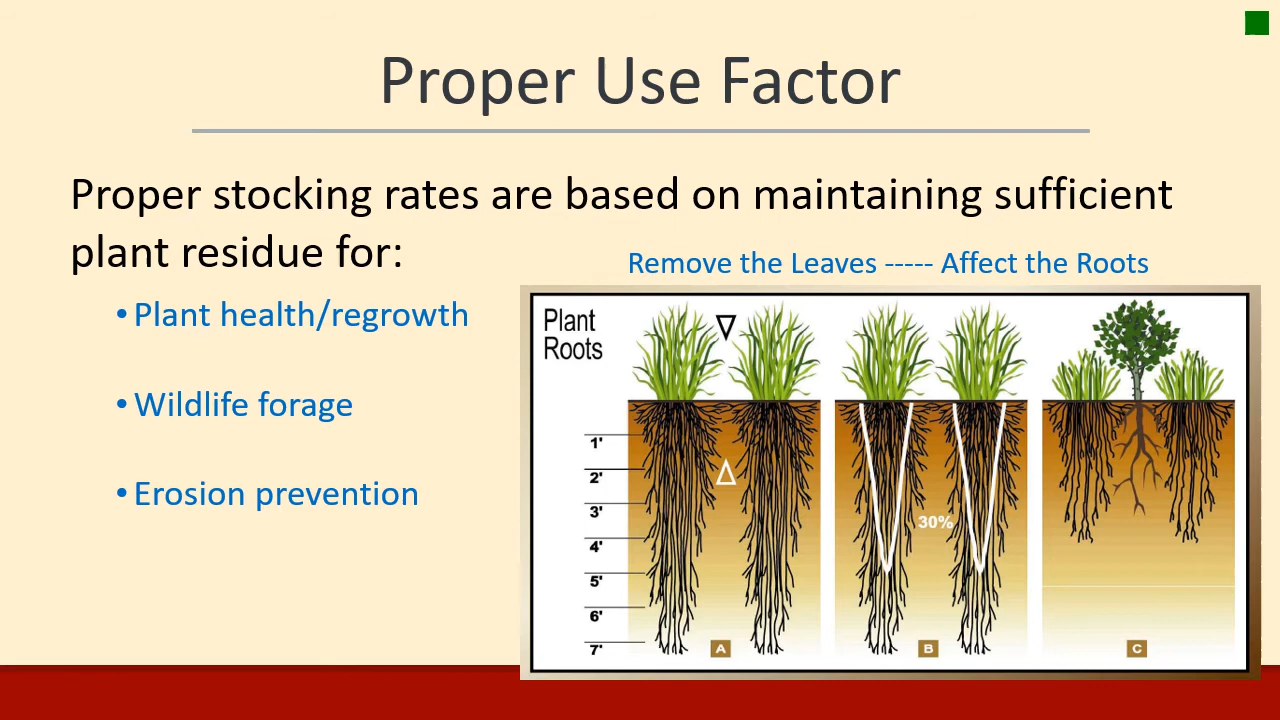 Proper Use Factor
Proper stocking rates are based on maintaining sufficient
plant residue for:
Remove the Leaves ----- Affect the Roots
• Plant health/regrowth
• Wildlife forage
• Erosion prevention
Plant
Roots
1'
2'
3'
30%
4'
5'
6'
7'
A
B
C